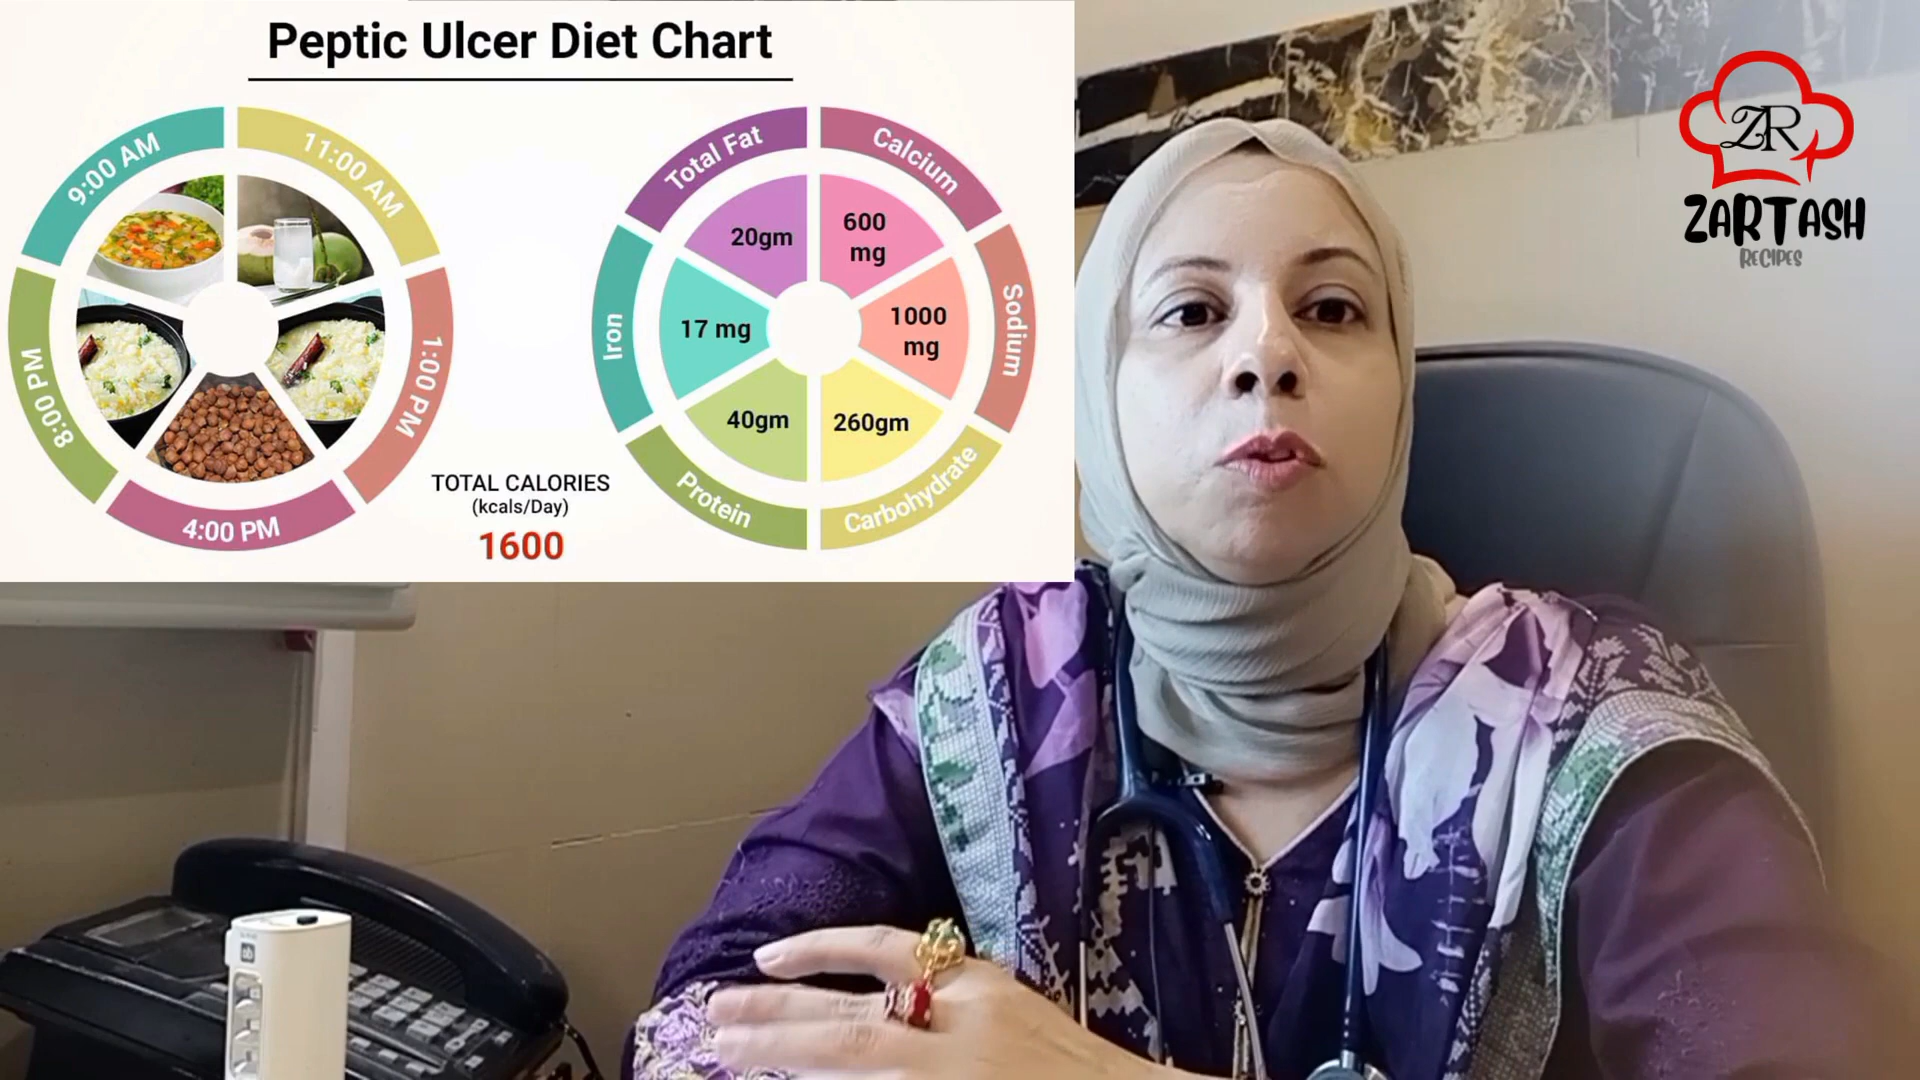 Peptic Ulcer Diet Chart
9:00 AM
11:00 AM
1:00 PM
4:00 PM
8:00 PM
TOTAL CALORIES
(kcals/Day)
1600
Total Fat
20gm
Calcium
600
mg
Sodium
1000
mg
Carbohydrate
260gm
Protein
40gm
Iron
17 mg
ZR
ZARTASH
RECIPES